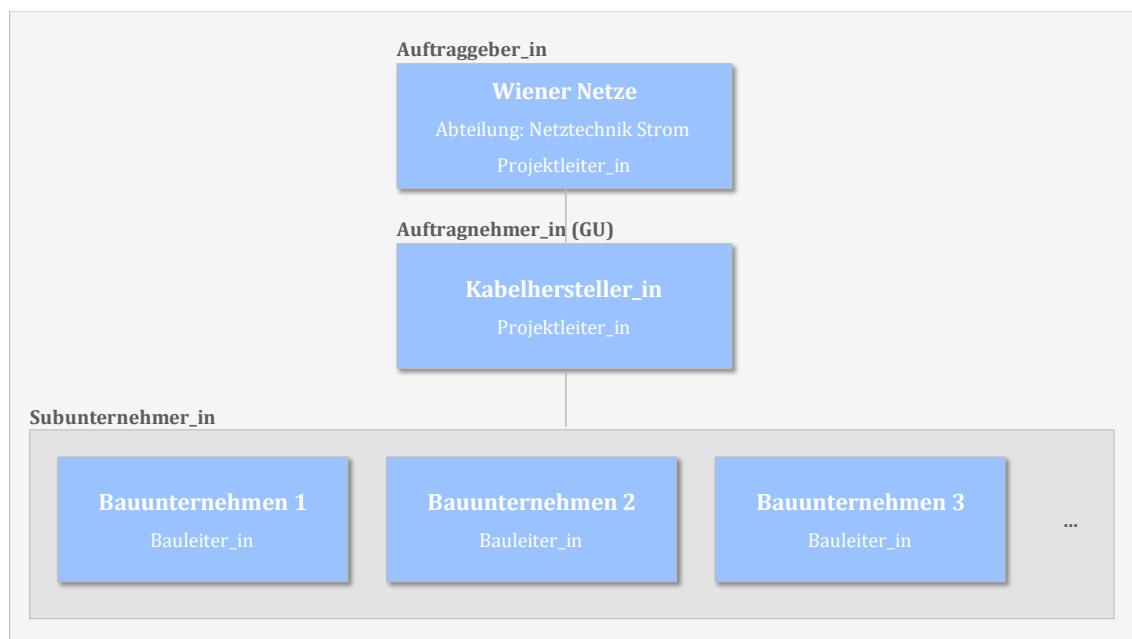 Auftraggeber_in
Wiener Netze
Abteilung: Netztechnik Strom
Projektleiter_in
Auftragnehmer_in (GU)
Kabelhersteller_in
Projektleiter_in
Subunternehmer_in
Bauunternehmen 1
Bauleiter_in
Bauunternehmen 2
Bauleiter_in
Bauunternehmen 3
Bauleiter_in
...